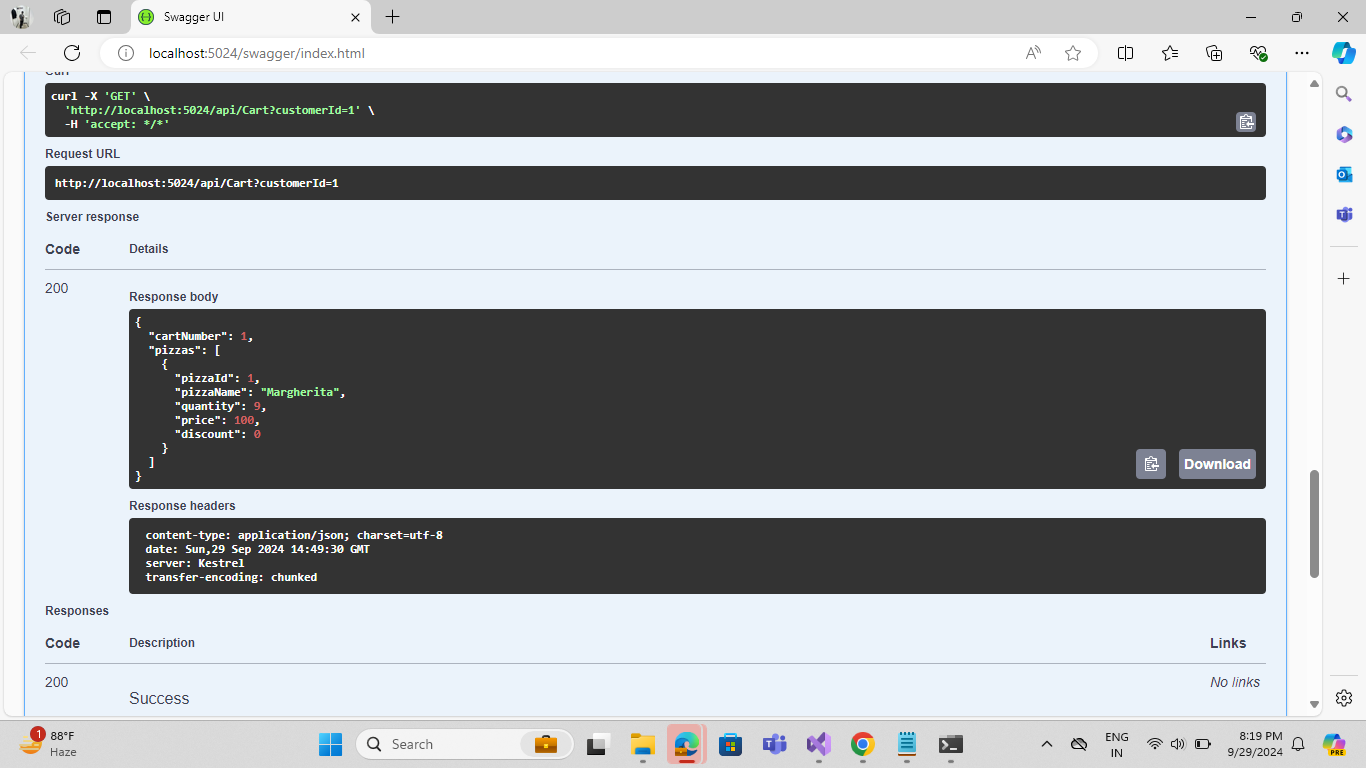 Swagger UI
localhost:5024/swagger/index.html
Curl
curl -X 'GET' \
'http://localhost:5024/api/Cart?customerId=1' \
-H 'accept: */*'
Request URL
http://localhost:5024/api/Cart?customerId=1
Server response
Code Details
200
Response body
{
"cartNumber": 1,
"pizzas": [
{
"pizzaId": 1,
"pizzaName": "Margherita",
"quantity": 9,
"price": 100,
"discount": 0
}
]
}
Download
Response headers
content-type: application/json; charset=utf-8
date: Sun,29 Sep 2024 14:49:30 GMT
server: Kestrel
transfer-encoding: chunked
Responses
Code Description Links
200 No links
Success
1
88°F
Haze
Search
ENG
IN
8:19 PM
9/29/2024
PRE